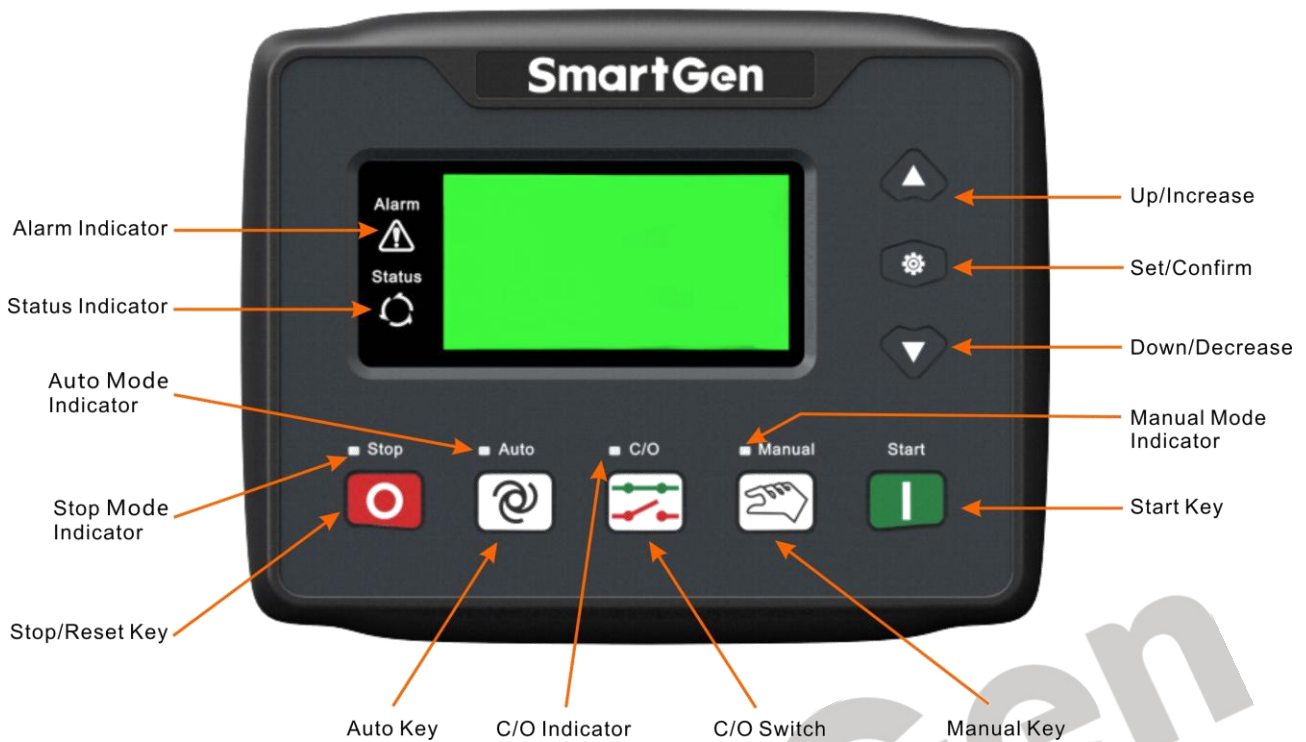 SmartGen
Alarm
Status
Stop
Auto
C/O
Manual
Start
Alarm Indicator
Status Indicator
Auto Mode
Indicator
Stop Mode
Indicator
Stop/Reset Key
Auto Key
C/O Indicator
C/O Switch
Manual Key
Up/Increase
Set/Confirm
Down/Decrease
Manual Mode
Indicator
Start Key
Gen